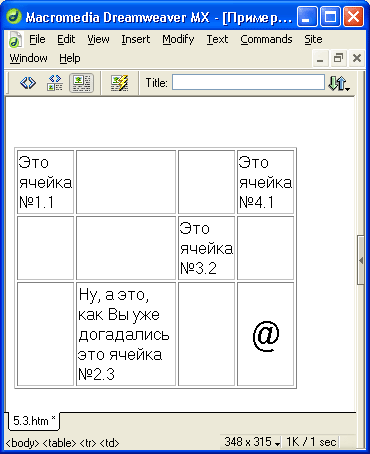 Macromedia Dreamweaver MX - [Пример...
File Edit View Insert Modify Text Commands Site
Window Help
Title:
Это
ячейка
№1.1
Это
ячейка
№4.1
Это
ячейка
№3.2
Ну, а это,
как Вы уже
догадались
это ячейка
№2.3
@
5.3.htm*
<body> <table> <tr> <td>
348 x 315
1K / 1 sec